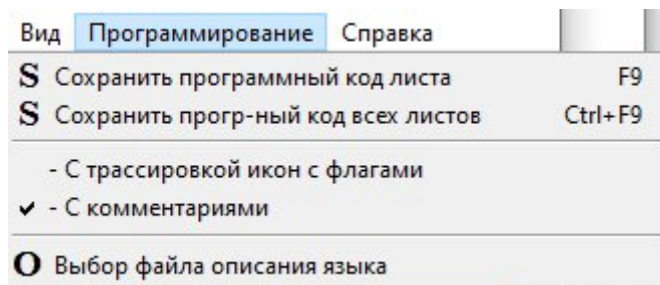 Вид Программирование Справка
S Сохранить программный код листа F9
S Сохранить прогр-ный код всех листов Ctrl+F9
- С трассировкой икон с флагами
✔ - С комментариями
O Выбор файла описания языка